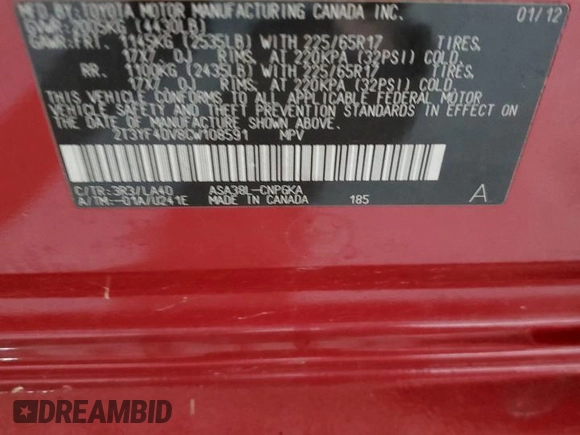 MFD.BY:TOYOTA MOTOR MANUFACTURING CANADA INC. 01/12
GVWR:2005KG (4430LB)
GAWR:FRT. 1145KG (2535LB) WITH 225/65R17 TIRES,
17X7.0J RIMS, AT 220KPA (32PSI) COLD.
RR. 1100KG (2435LB) WITH 225/65R17 TIRES,
17X7.0J RIMS, AT 220KPA (32PSI) COLD.
THIS VEHICLE CONFORMS TO ALL APPLICABLE FEDERAL MOTOR
VEHICLE SAFETY AND THEFT PREVENTION STANDARDS IN EFFECT
ON THE DATE OF MANUFACTURE SHOWN ABOVE.
2T3YF4DV8CW108591 MPV
C/TR:3R3/LA40 ASA38L-CNPGKA A
A/TM:-01A/U241E MADE IN CANADA 185
DREAMBID